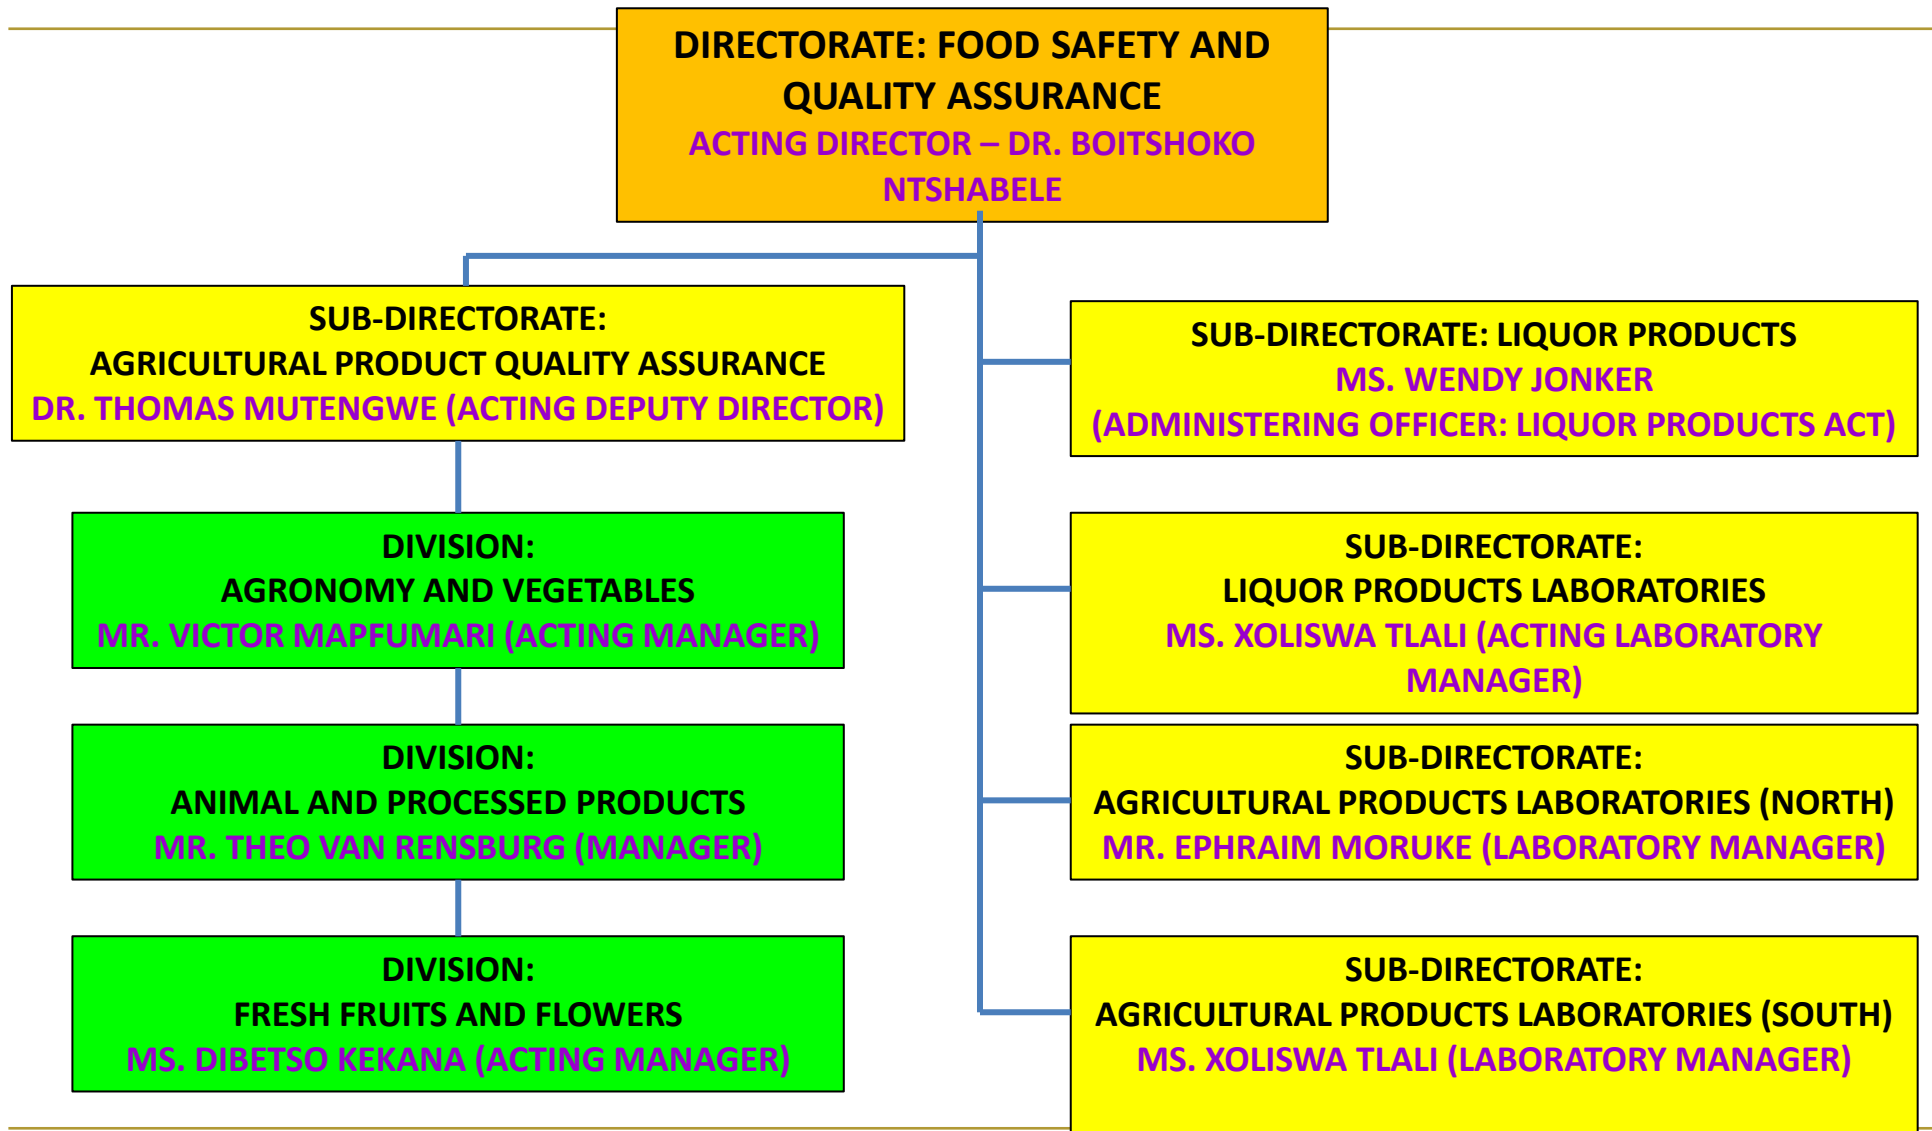 DIRECTORATE: FOOD SAFETY AND
QUALITY ASSURANCE
ACTING DIRECTOR – DR. BOITSHOKO
NTSHABELE
SUB-DIRECTORATE:
AGRICULTURAL PRODUCT QUALITY ASSURANCE
DR. THOMAS MUTENGWE (ACTING DEPUTY DIRECTOR)
DIVISION:
AGRONOMY AND VEGETABLES
MR. VICTOR MAPFUMARI (ACTING MANAGER)
DIVISION:
ANIMAL AND PROCESSED PRODUCTS
MR. THEO VAN RENSBURG (MANAGER)
DIVISION:
FRESH FRUITS AND FLOWERS
MS. DIBETSO KEKANA (ACTING MANAGER)
SUB-DIRECTORATE: LIQUOR PRODUCTS
MS. WENDY JONKER
(ADMINISTERING OFFICER: LIQUOR PRODUCTS ACT)
SUB-DIRECTORATE:
LIQUOR PRODUCTS LABORATORIES
MS. XOLISWA TLALI (ACTING LABORATORY
MANAGER)
SUB-DIRECTORATE:
AGRICULTURAL PRODUCTS LABORATORIES (NORTH)
MR. EPHRAIM MORUKE (LABORATORY MANAGER)
SUB-DIRECTORATE:
AGRICULTURAL PRODUCTS LABORATORIES (SOUTH)
MS. XOLISWA TLALI (LABORATORY MANAGER)